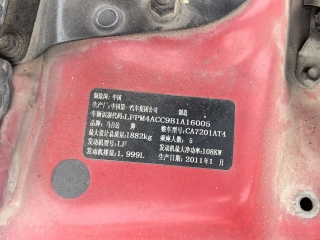 制造国：中国
生产厂：中国第一汽车集团公司 制造
车辆识别代码：LFPM4ACC9B1A16005
品牌：马自达 牌 整车型号：CA7201AT4
最大设计总质量：1882kg 乘座人数：5
发动机型号：LF 发动机最大净功率：108KW
发动机排量：1.999L 生产日期：2011年1月